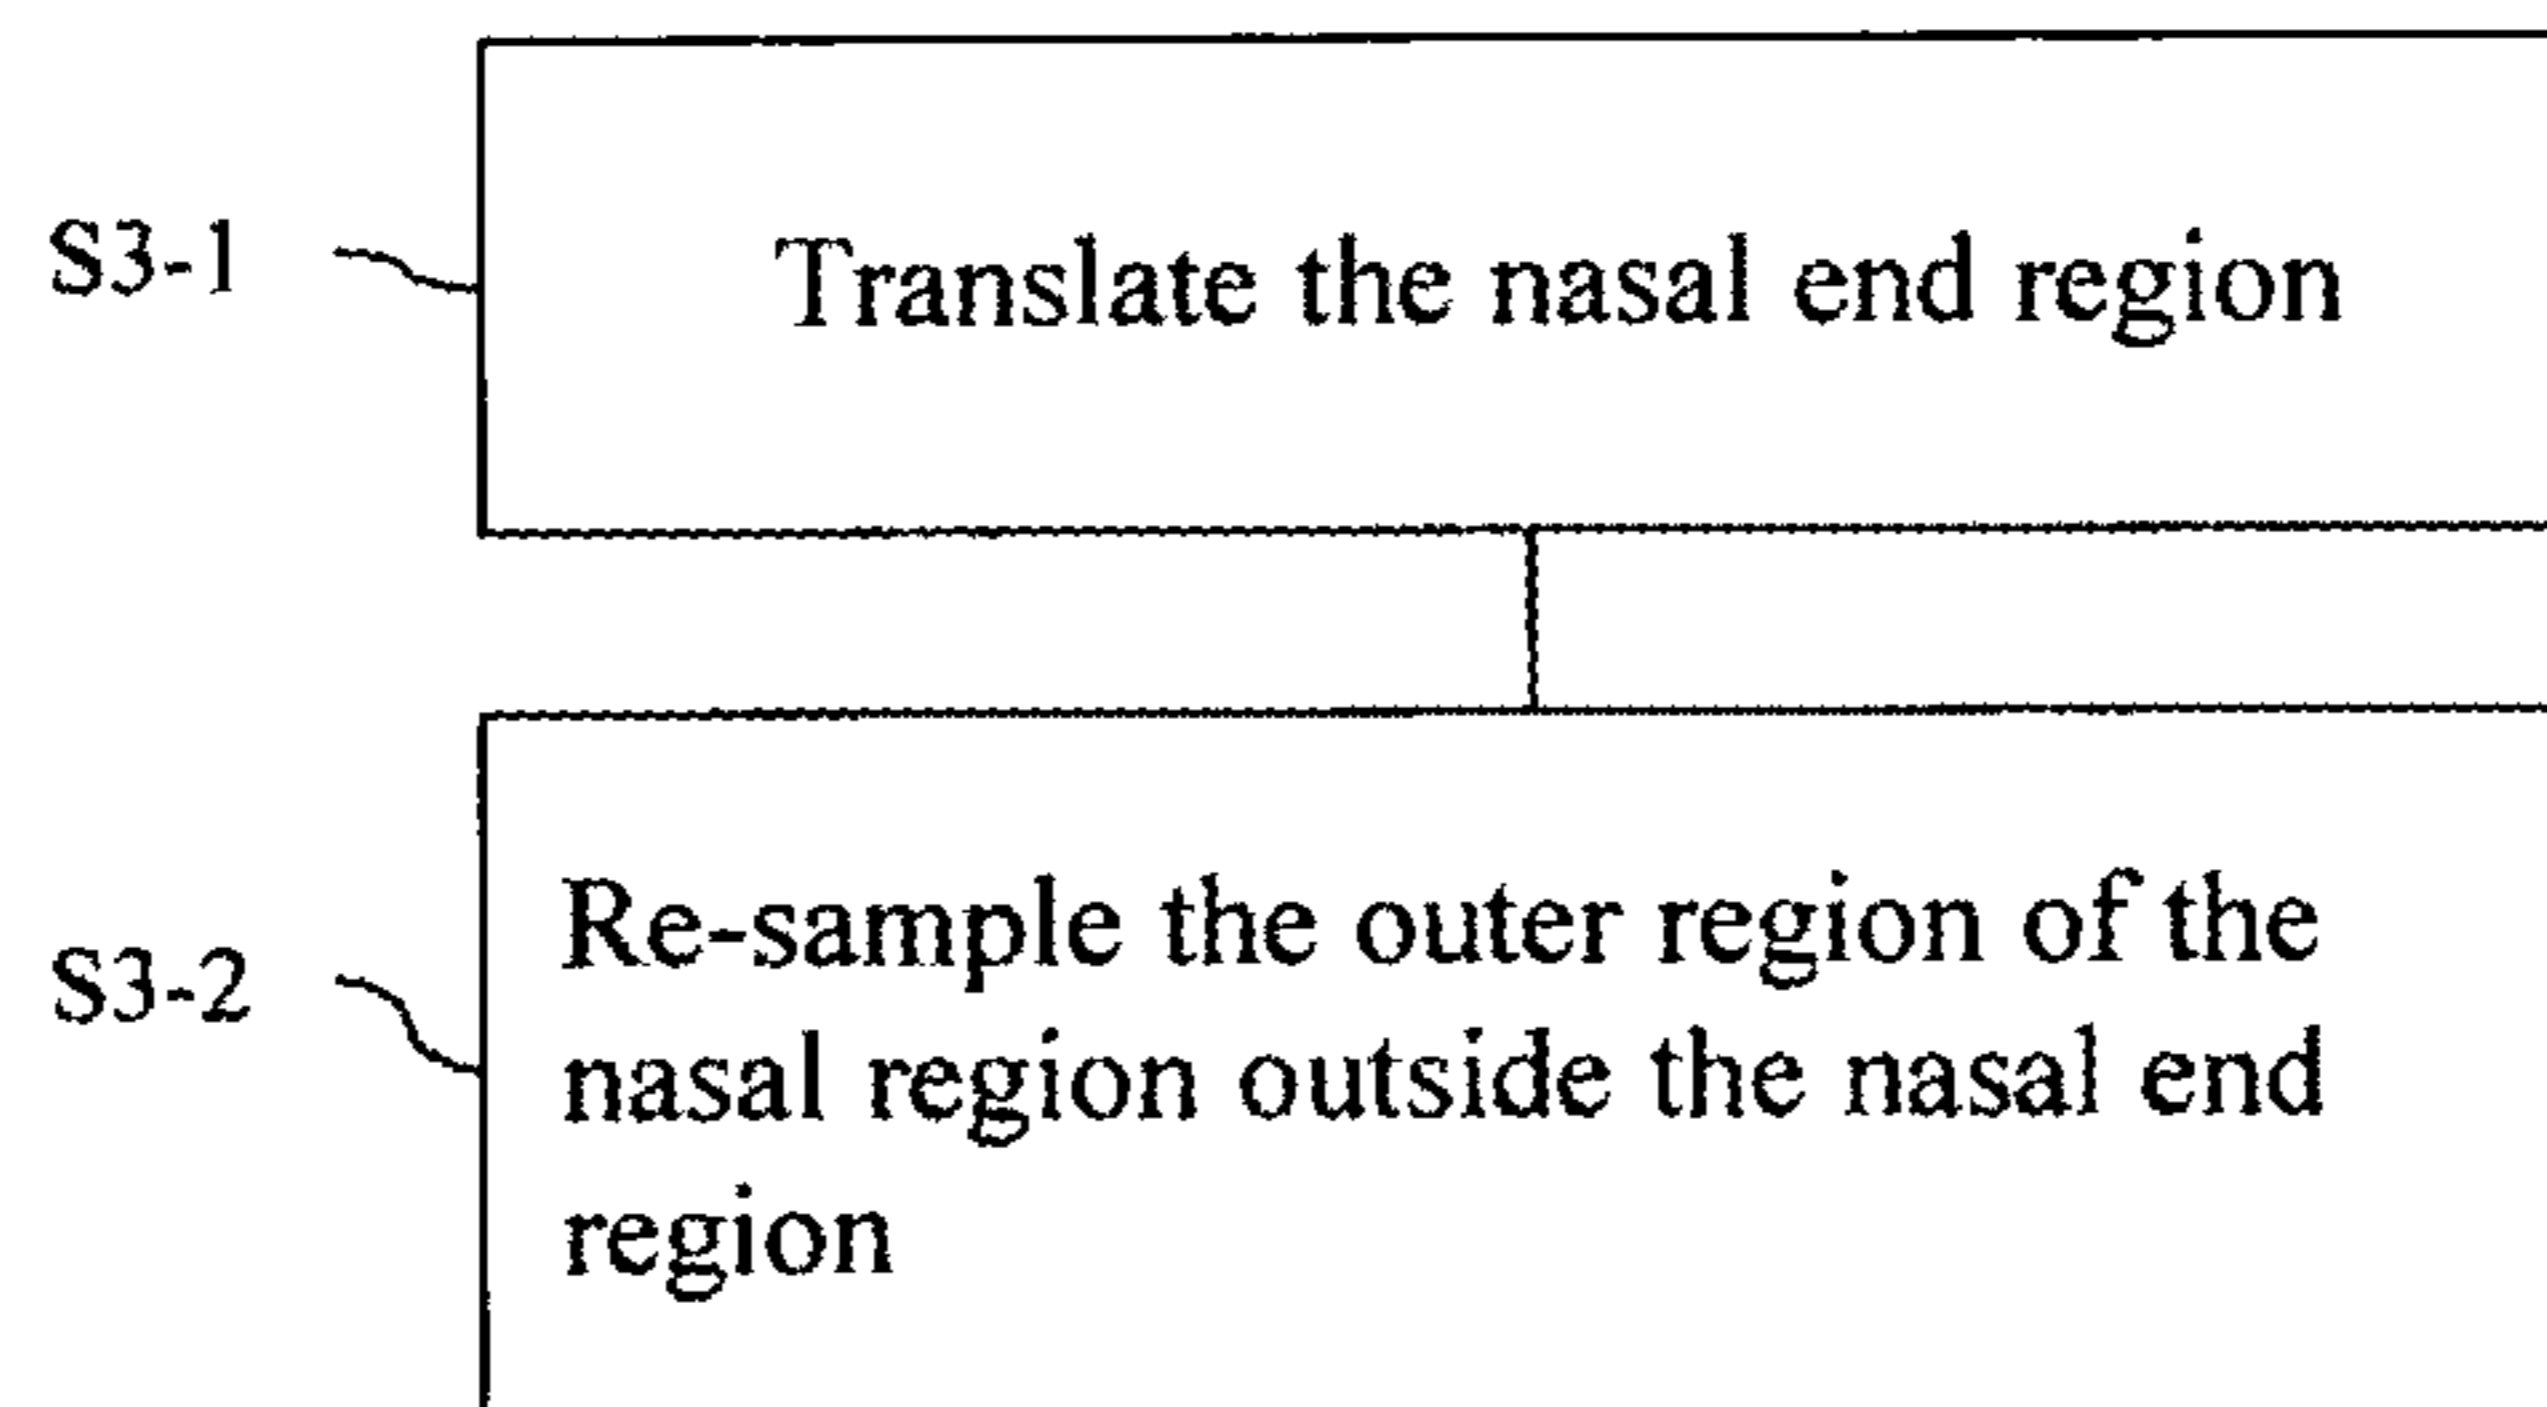 S3-1
Translate the nasal end region
S3-2
Re-sample the outer region of the
nasal region outside the nasal end
region